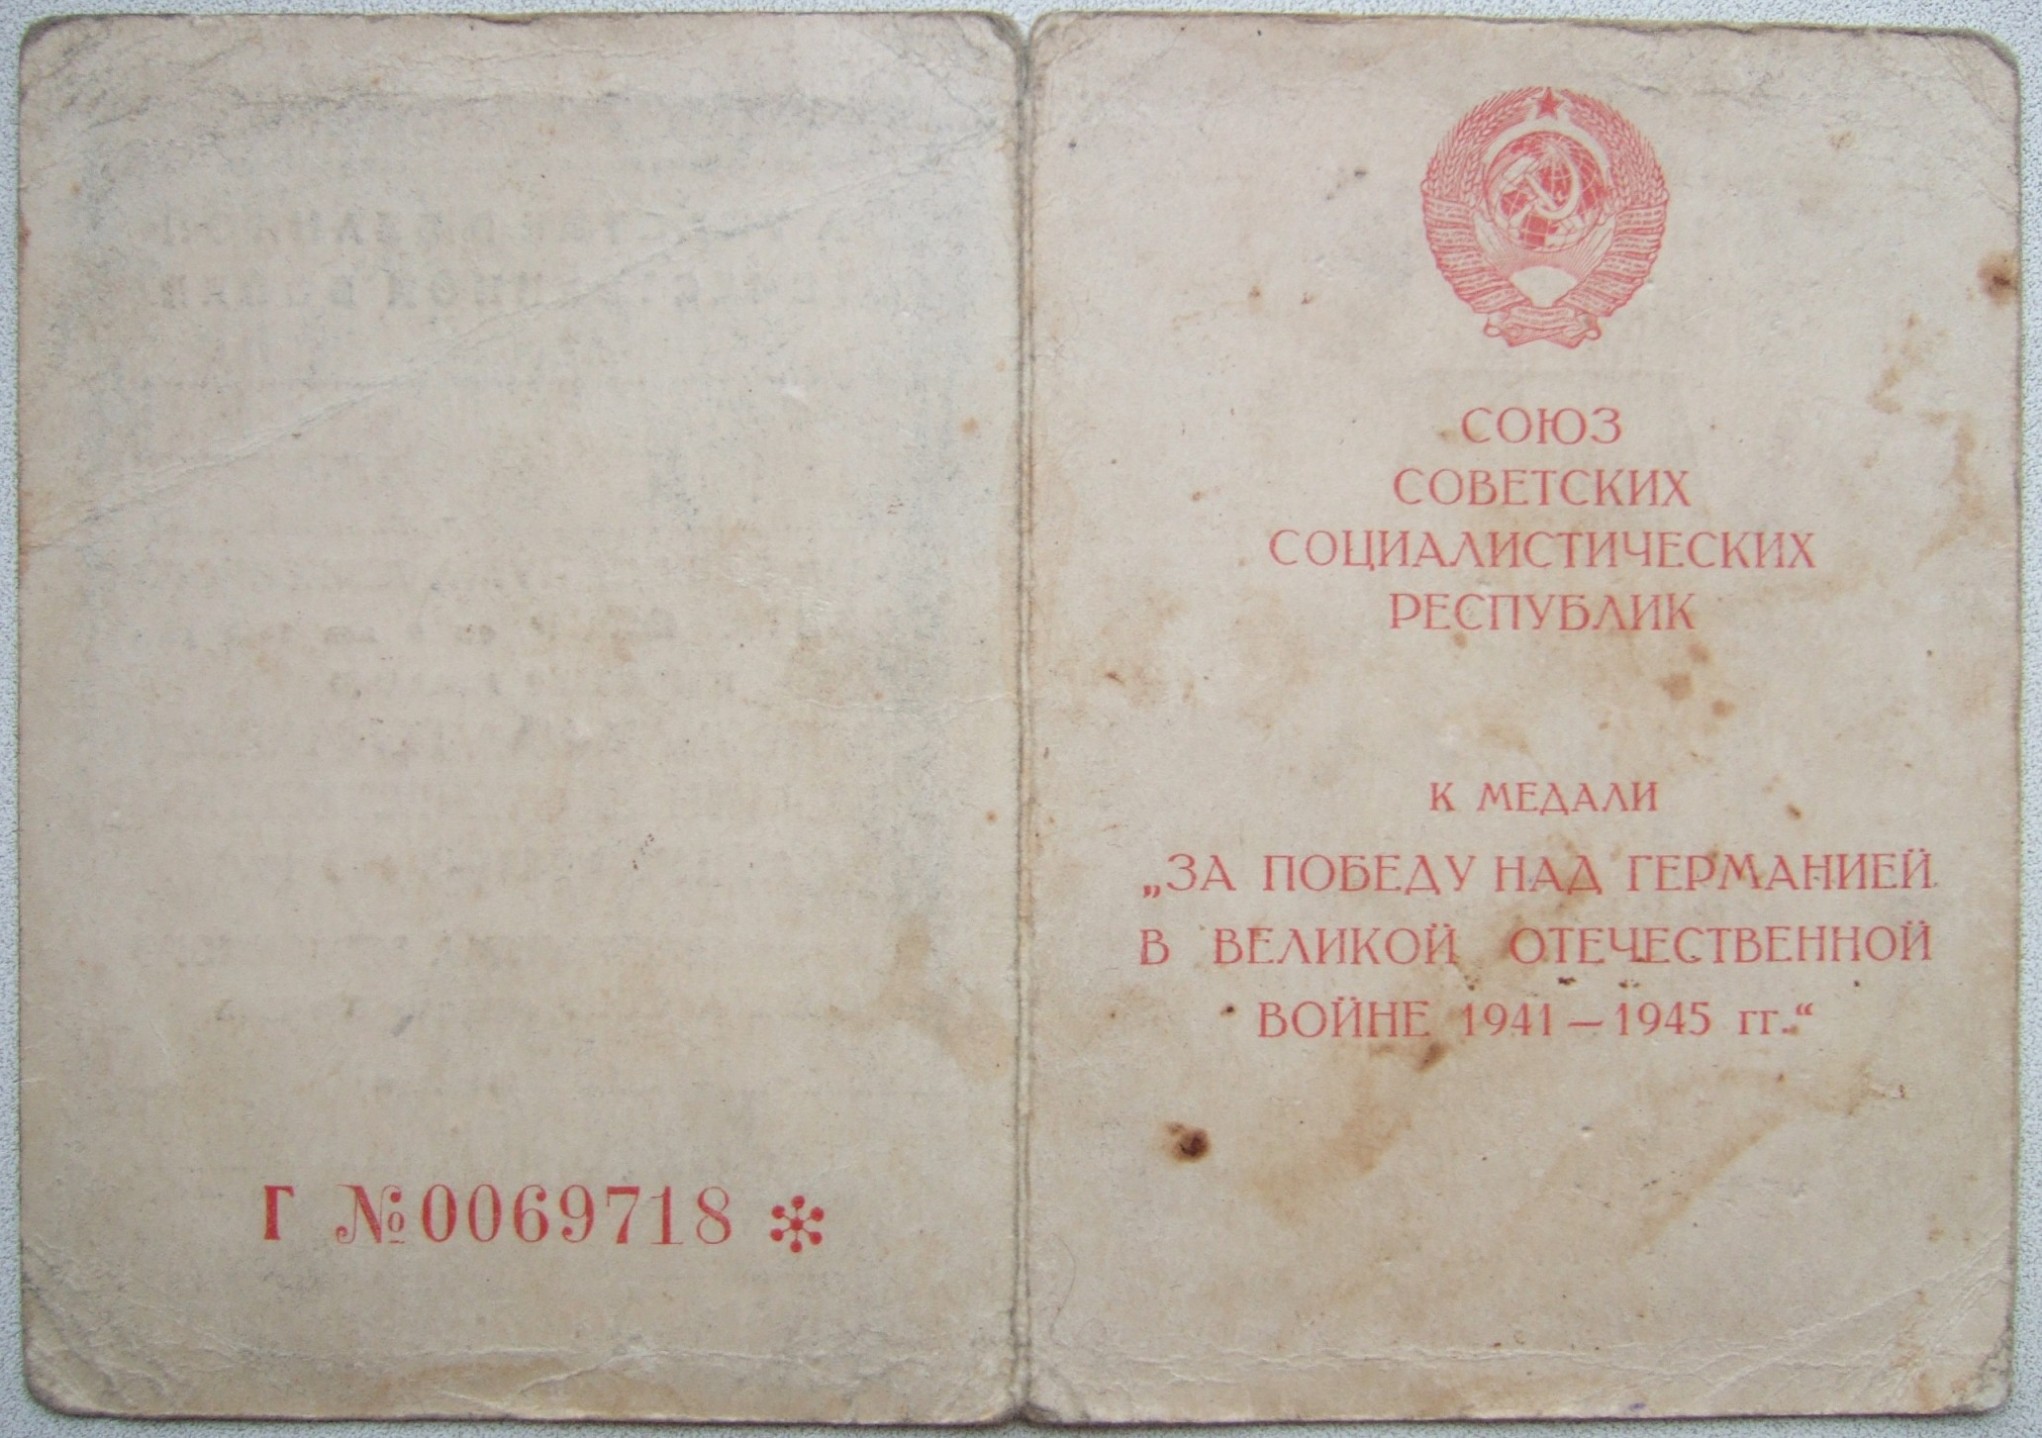 Г №0069718
СОЮЗ
СОВЕТСКИХ
СОЦИАЛИСТИЧЕСКИХ
РЕСПУБЛИК
К МЕДАЛИ
„ЗА ПОБЕДУ НАД ГЕРМАНИЕЙ
В ВЕЛИКОЙ ОТЕЧЕСТВЕННОЙ
ВОЙНЕ 1941 — 1945 гг.“